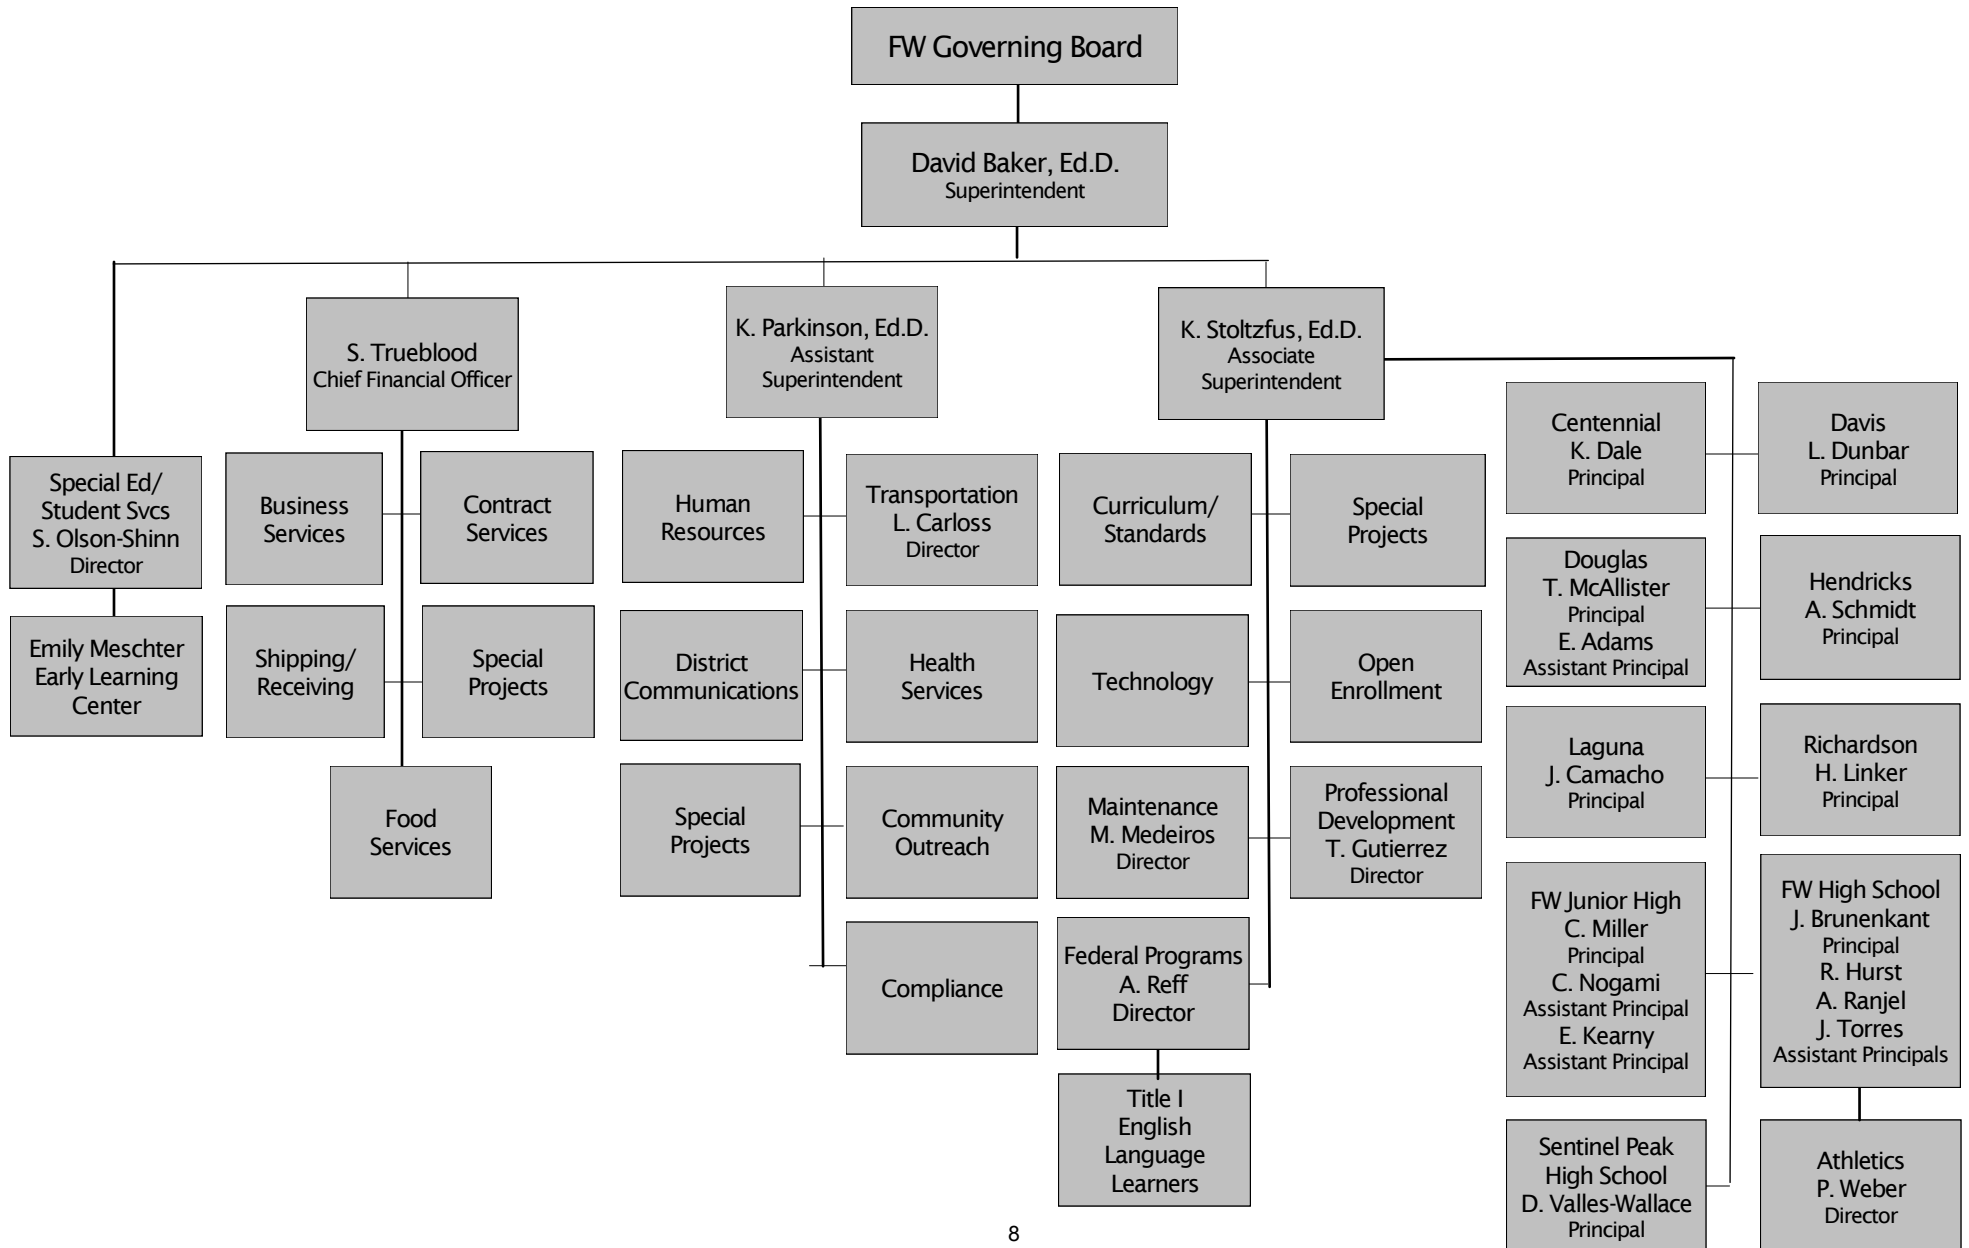 FW Governing Board
David Baker, Ed.D.
Superintendent
S. Trueblood
Chief Financial Officer
K. Parkinson, Ed.D.
Assistant
Superintendent
K. Stoltzfus, Ed.D.
Associate
Superintendent
Special Ed/
Student Svcs
S. Olson-Shinn
Director
Emily Meschter
Early Learning
Center
Business
Services
Contract
Services
Shipping/
Receiving
Special
Projects
Food
Services
Human
Resources
Transportation
L. Carloss
Director
District
Communications
Health
Services
Special
Projects
Community
Outreach
Compliance
Curriculum/
Standards
Special
Projects
Technology
Open
Enrollment
Maintenance
M. Medeiros
Director
Professional
Development
T. Gutierrez
Director
Federal Programs
A. Reff
Director
Title I
English
Language
Learners
Centennial
K. Dale
Principal
Davis
L. Dunbar
Principal
Douglas
T. McAllister
Principal
E. Adams
Assistant Principal
Hendricks
A. Schmidt
Principal
Laguna
J. Camacho
Principal
Richardson
H. Linker
Principal
FW Junior High
C. Miller
Principal
C. Nogami
Assistant Principal
E. Kearny
Assistant Principal
FW High School
J. Brunenkant
Principal
R. Hurst
A. Ranjel
J. Torres
Assistant Principals
Sentinel Peak
High School
D. Valles-Wallace
Principal
Athletics
P. Weber
Director
8